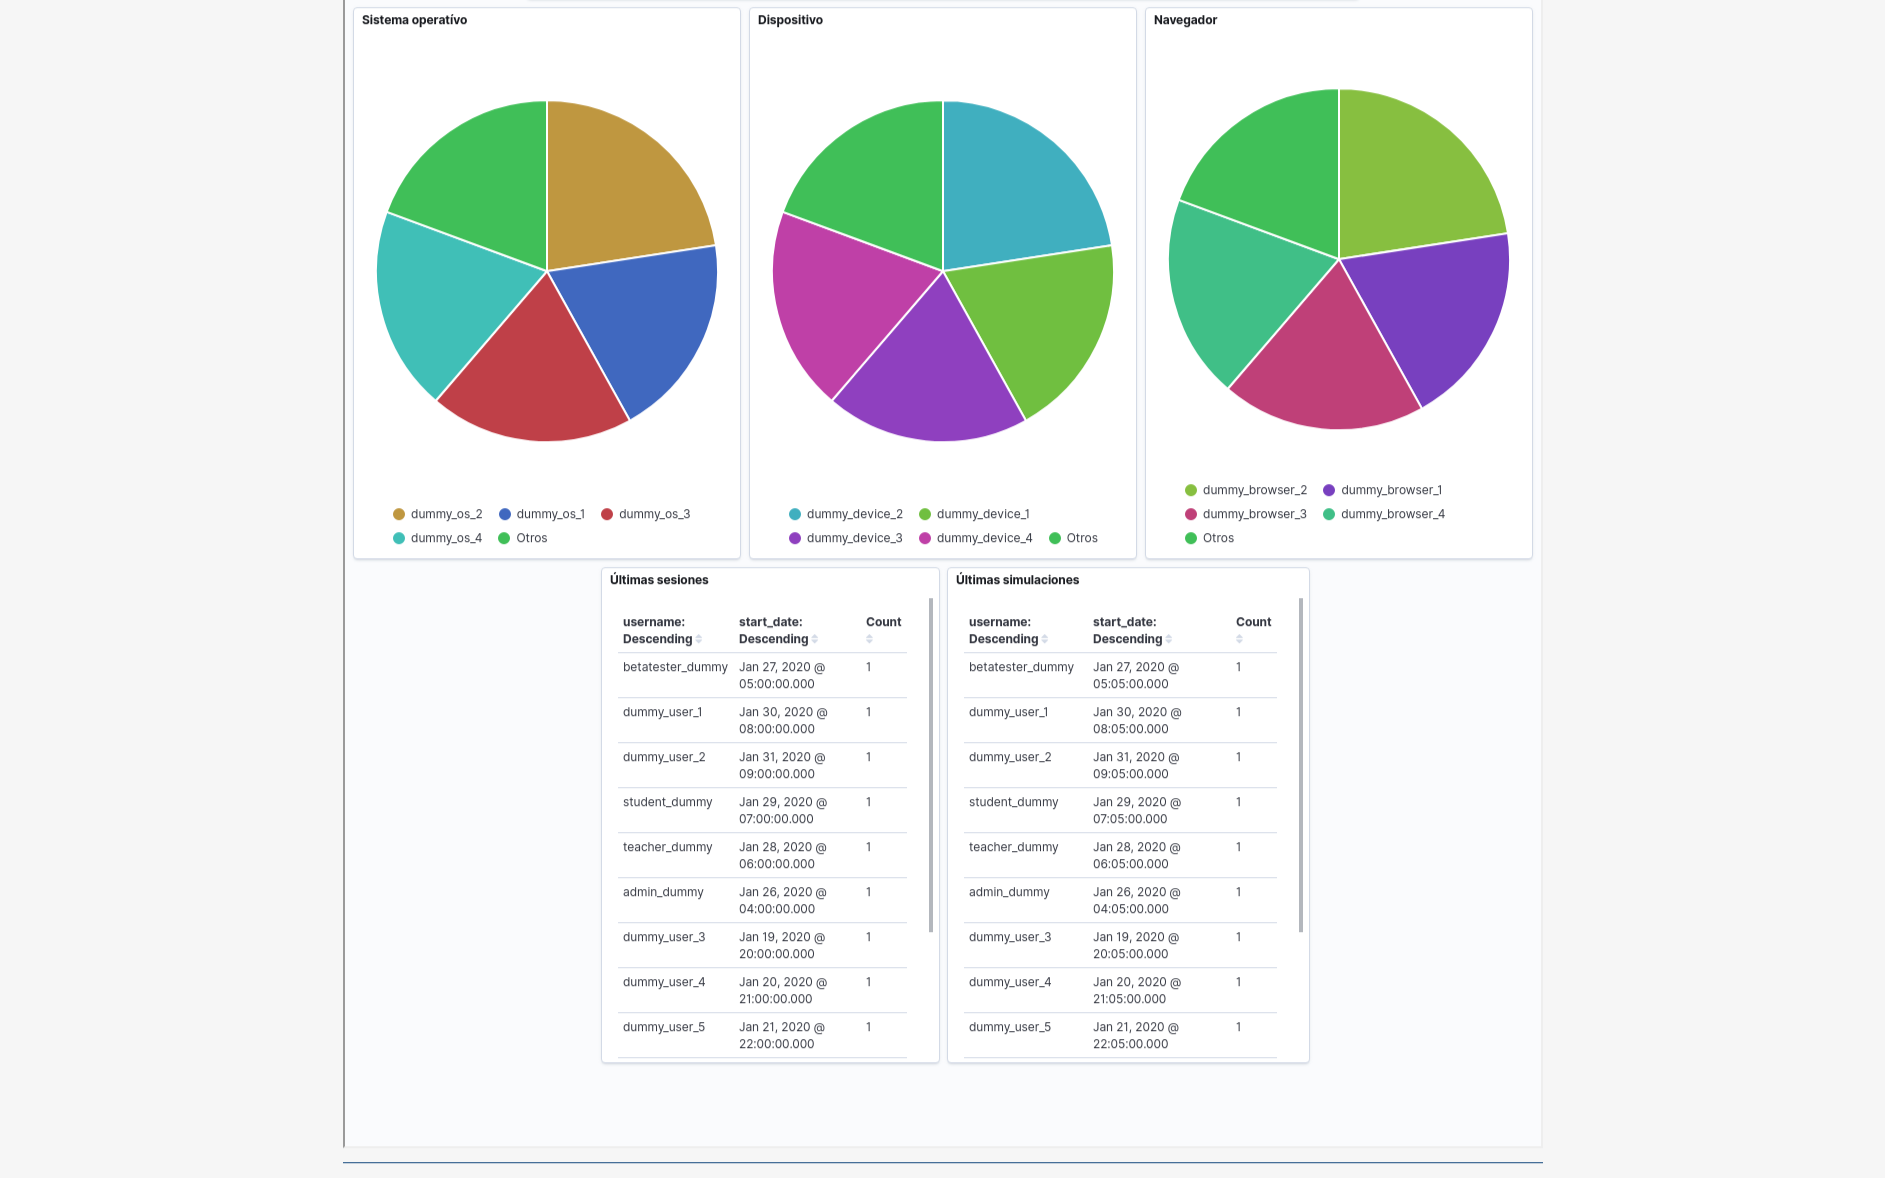 Sistema operatívo
dummy_os_2 dummy_os_1 dummy_os_3
dummy_os_4 Otros
Dispositivo
dummy_device_2 dummy_device_1
dummy_device_3 dummy_device_4 Otros
Navegador
dummy_browser_2 dummy_browser_1
dummy_browser_3 dummy_browser_4
Otros
Últimas sesiones
username: start_date: Count
Descending Descending
betatester_dummy Jan 27, 2020 @ 1
05:00:00.000
dummy_user_1 Jan 30, 2020 @ 1
08:00:00.000
dummy_user_2 Jan 31, 2020 @ 1
09:00:00.000
student_dummy Jan 29, 2020 @ 1
07:00:00.000
teacher_dummy Jan 28, 2020 @ 1
06:00:00.000
admin_dummy Jan 26, 2020 @ 1
04:00:00.000
dummy_user_3 Jan 19, 2020 @ 1
20:00:00.000
dummy_user_4 Jan 20, 2020 @ 1
21:00:00.000
dummy_user_5 Jan 21, 2020 @ 1
22:00:00.000
Últimas simulaciones
username: start_date: Count
Descending Descending
betatester_dummy Jan 27, 2020 @ 1
05:05:00.000
dummy_user_1 Jan 30, 2020 @ 1
08:05:00.000
dummy_user_2 Jan 31, 2020 @ 1
09:05:00.000
student_dummy Jan 29, 2020 @ 1
07:05:00.000
teacher_dummy Jan 28, 2020 @ 1
06:05:00.000
admin_dummy Jan 26, 2020 @ 1
04:05:00.000
dummy_user_3 Jan 19, 2020 @ 1
20:05:00.000
dummy_user_4 Jan 20, 2020 @ 1
21:05:00.000
dummy_user_5 Jan 21, 2020 @ 1
22:05:00.000